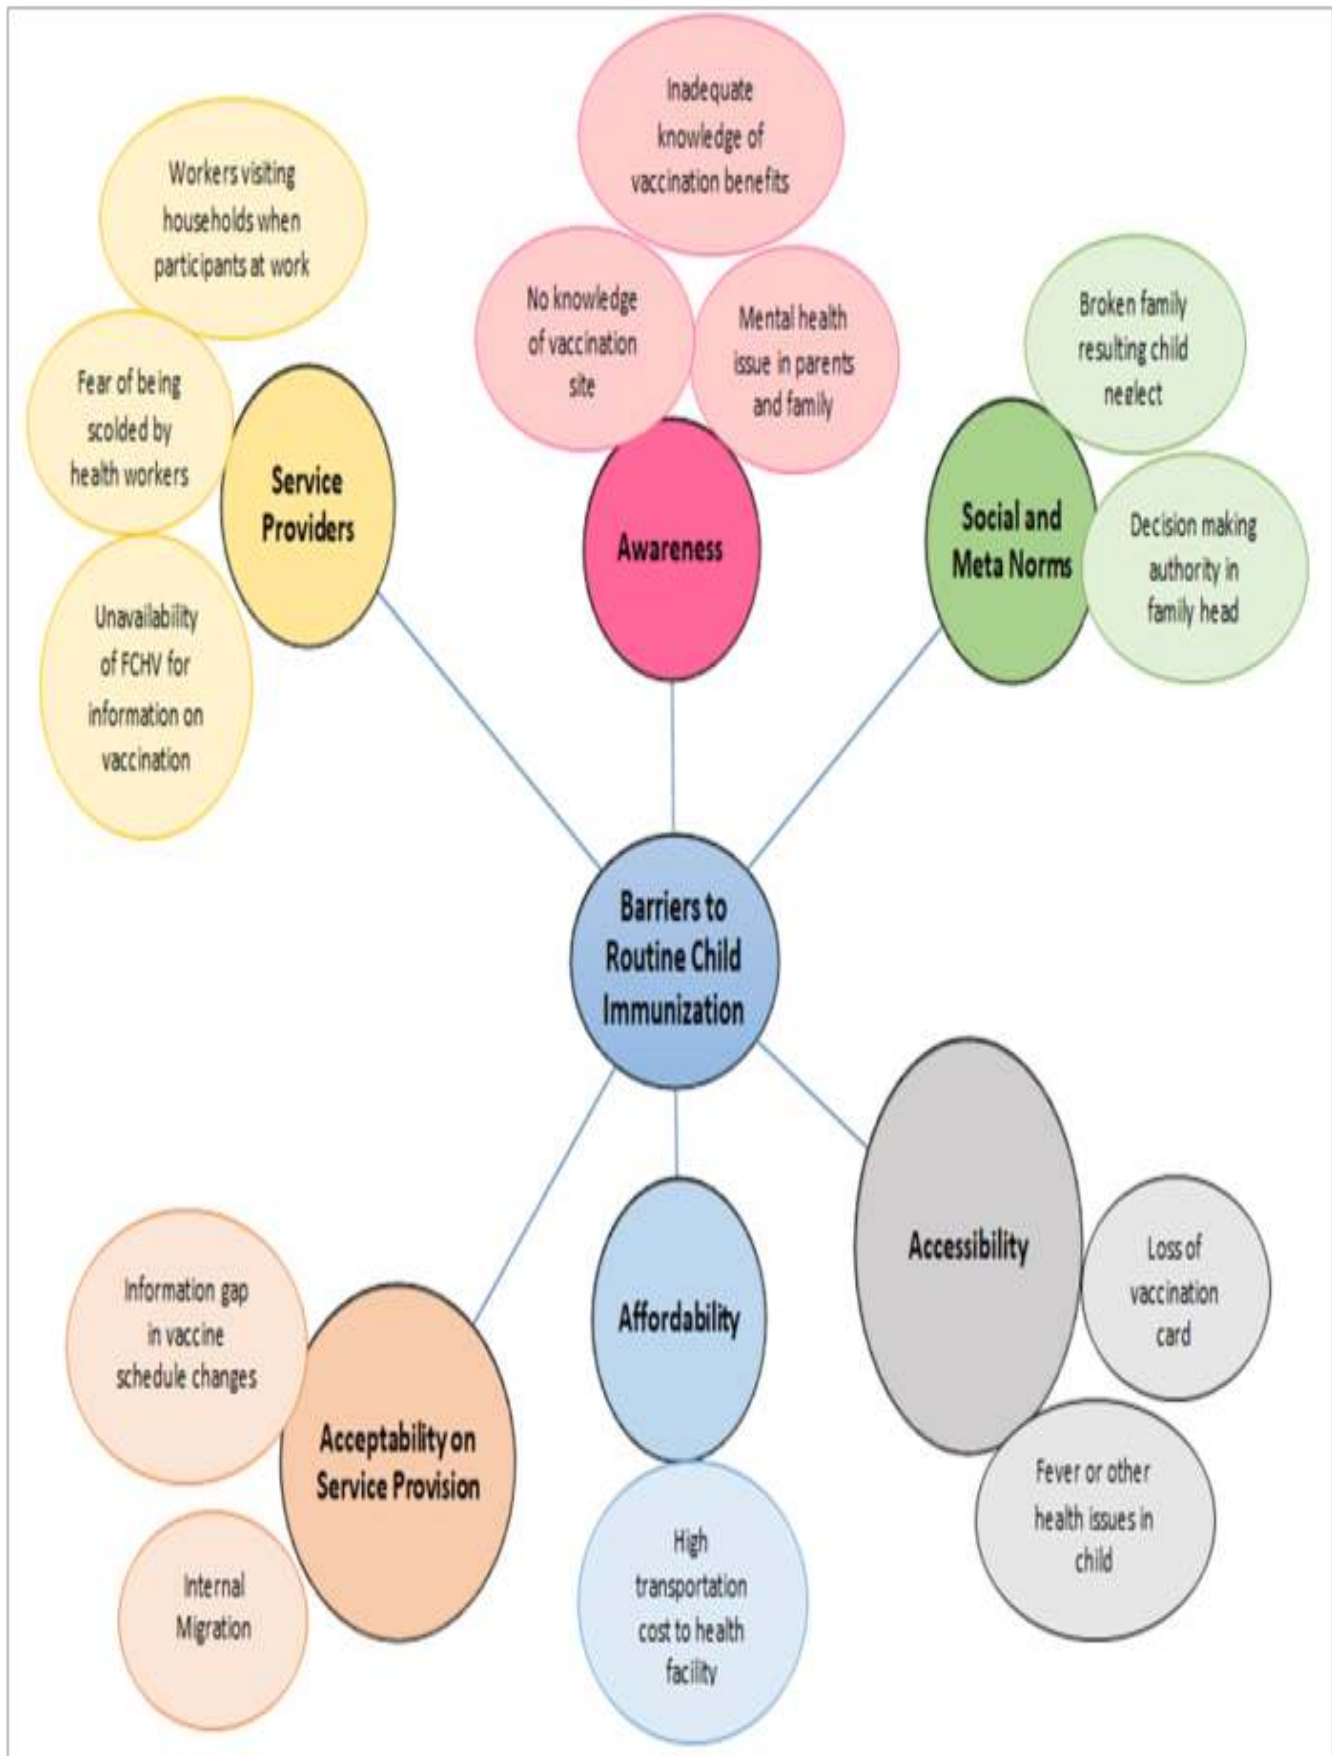 Inadequate
knowledge of
vaccination benefits
Workers visiting
households when
participants at work
No knowledge
of vaccination
site
Mental health
issue in parents
and family
Broken family
resulting child
neglect
Fear of being
scolded by
health workers
Service
Providers
Awareness
Social and
Meta Norms
Decision making
authority in
family head
Unavailability
of FCHV for
information on
vaccination
Barriers to
Routine Child
Immunization
Information gap
in vaccine
schedule changes
Acceptability on
Service Provision
Internal
Migration
Affordability
High
transportation
cost to health
facility
Accessibility
Loss of
vaccination
card
Fever or other
health issues in
child